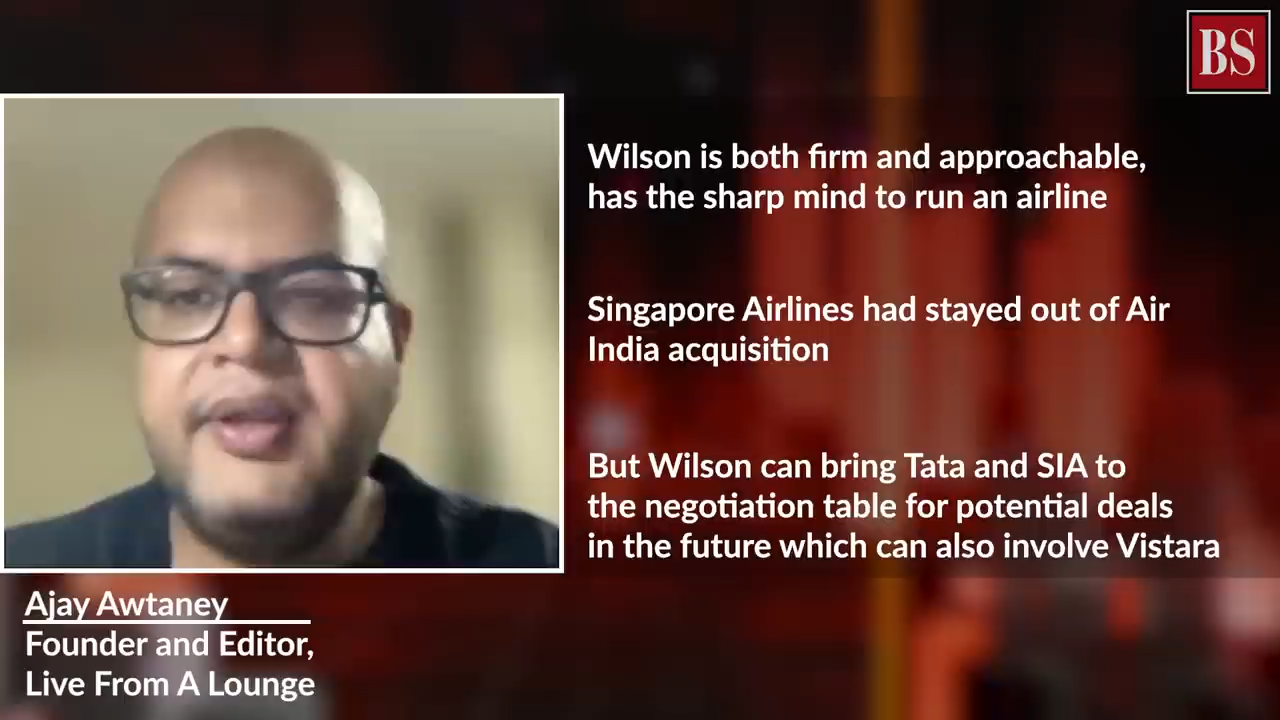 BS
Wilson is both firm and approachable,
has the sharp mind to run an airline
Singapore Airlines had stayed out of Air
India acquisition
But Wilson can bring Tata and SIA to
the negotiation table for potential deals
in the future which can also involve Vistara
Ajay Awtaney
Founder and Editor,
Live From A Lounge